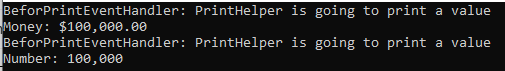 BeforPrintEventHandler: PrintHelper is going to print a value
Money: $100,000.00
BeforPrintEventHandler: PrintHelper is going to print a value
Number: 100,000